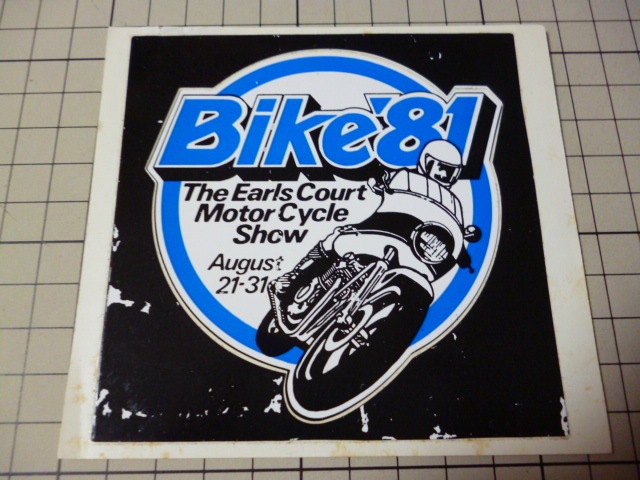 Bike'81
The Earls Court
Motor Cycle
Show
August
21-31